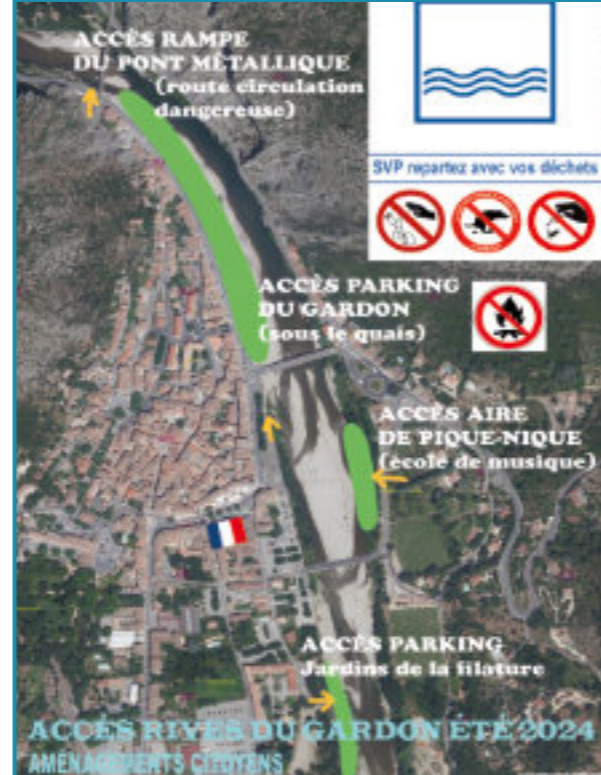 ACCÈS RAMPE
DU PONT MÉTALLIQUE
(route circulation
dangereuse)
SVP repartez avec vos déchets
ACCÈS PARKING
DU GARDON
(sous le quais)
ACCÈS AIRE
DE PIQUE-NIQUE
(école de musique)
ACCÈS PARKING
Jardins de la filature
ACCÈS RIVES DU GARDON ÉTÉ 2024
AMÉNAGEMENTS CITOYENS